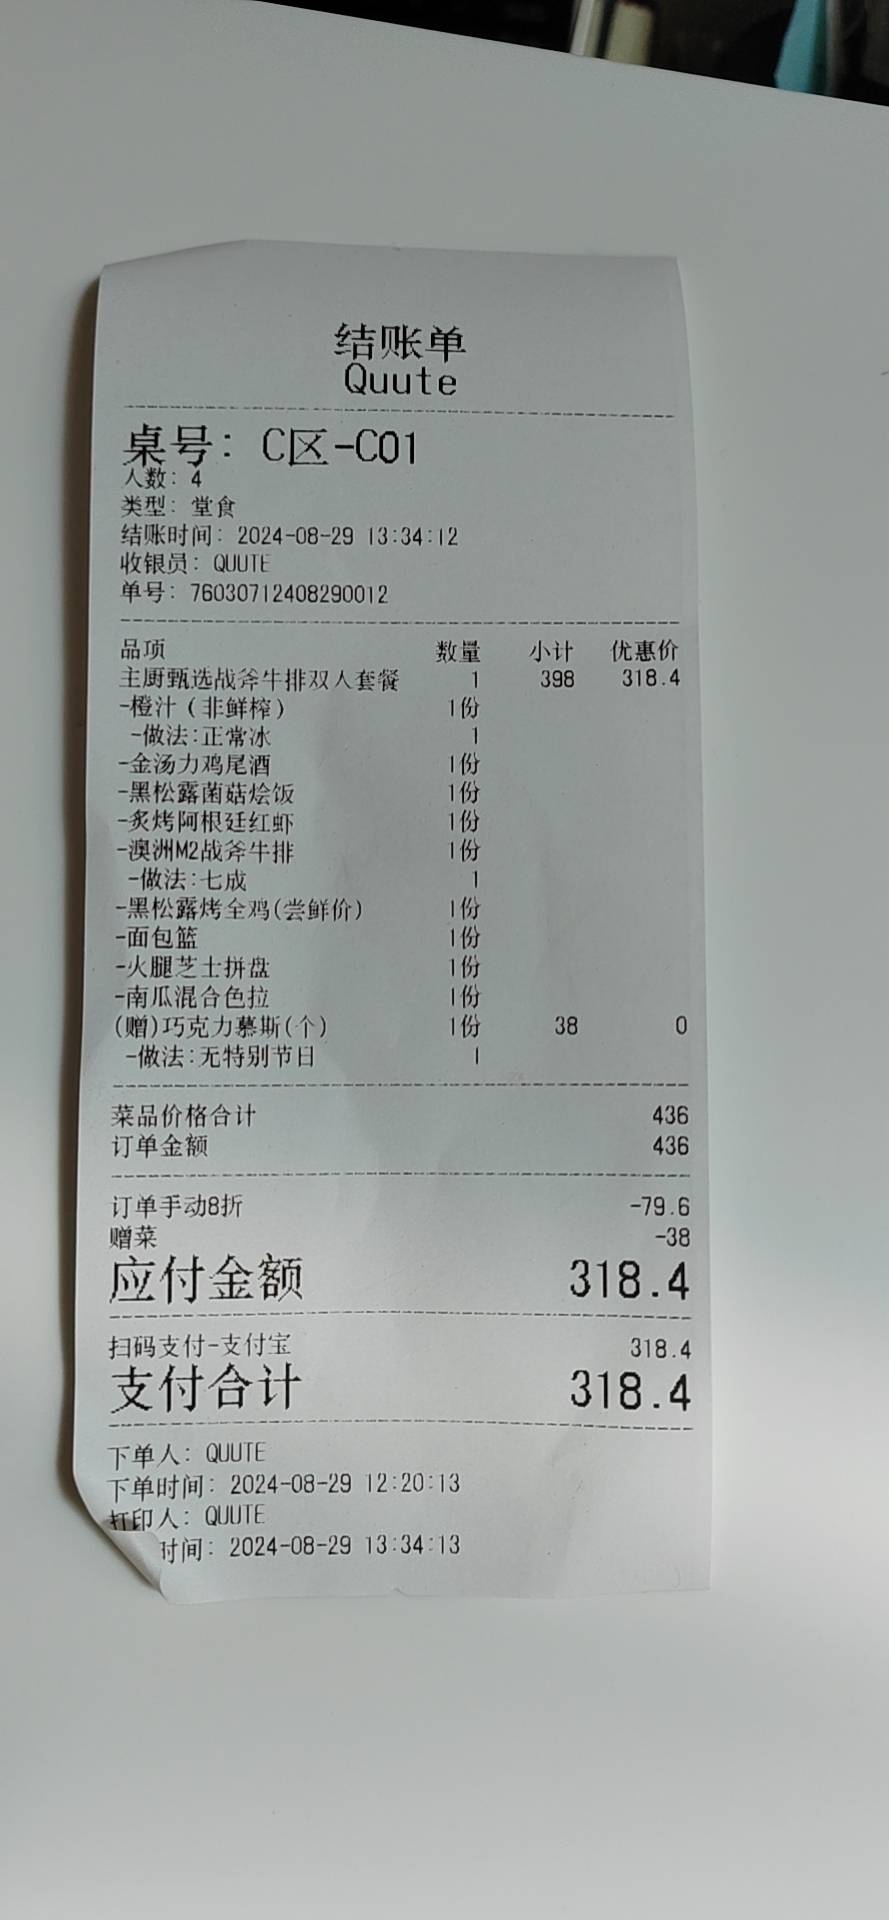 结账单
Quute
桌号: C区-C01
人数: 4
类型: 堂食
结账时间: 2024-08-29 13:34:12
收银员: QUUTE
单号: 76030712408290012
品项 数量 小计 优惠价
主厨甄选战斧牛排双人套餐 1 398 318.4
-橙汁(非鲜榨) 1份
-做法:正常冰 1
-金汤力鸡尾酒 1份
-黑松露菌菇烩饭 1份
-炙烤阿根廷红虾 1份
-澳洲M2战斧牛排 1份
-做法:七成 1
-黑松露烤全鸡(尝鲜价) 1份
-面包篮 1份
-火腿芝士拼盘 1份
-南瓜混合色拉 1份
(赠)巧克力慕斯(个) 1份 38 0
-做法:无特别节日 1
菜品价格合计 436
订单金额 436
订单手动8折 -79.6
赠菜 -38
应付金额 318.4
扫码支付-支付宝 318.4
支付合计 318.4
下单人: QUUTE
下单时间: 2024-08-29 12:20:13
打印人: QUUTE
时间: 2024-08-29 13:34:13